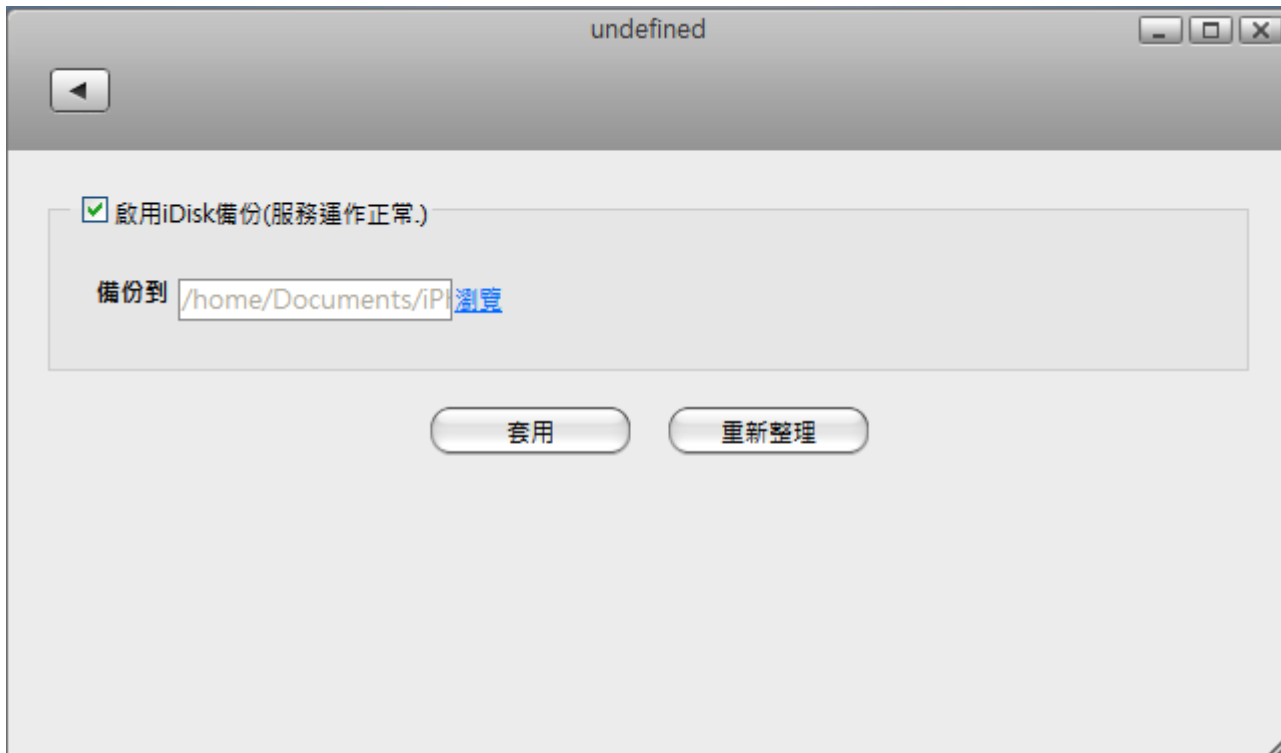 undefined
啟用iDisk備份(服務運作正常.)
備份到 /home/Documents/iP 瀏覽
套用 重新整理